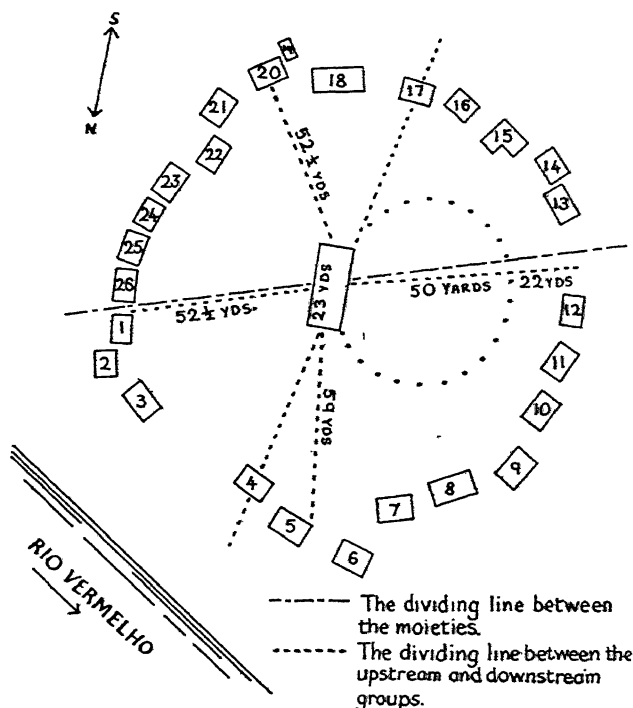 S
N
20
18
17
16
15
14
13
21
22
23
24
25
26
1
2
3
52½ YDS
23 YDS
50 YARDS
22 YDS
52½ YDS.
59 YDS
12
11
10
9
8
7
6
5
4
RIO VERMELHO
The dividing line between
the moieties.
The dividing line between the
upstream and downstream
groups.